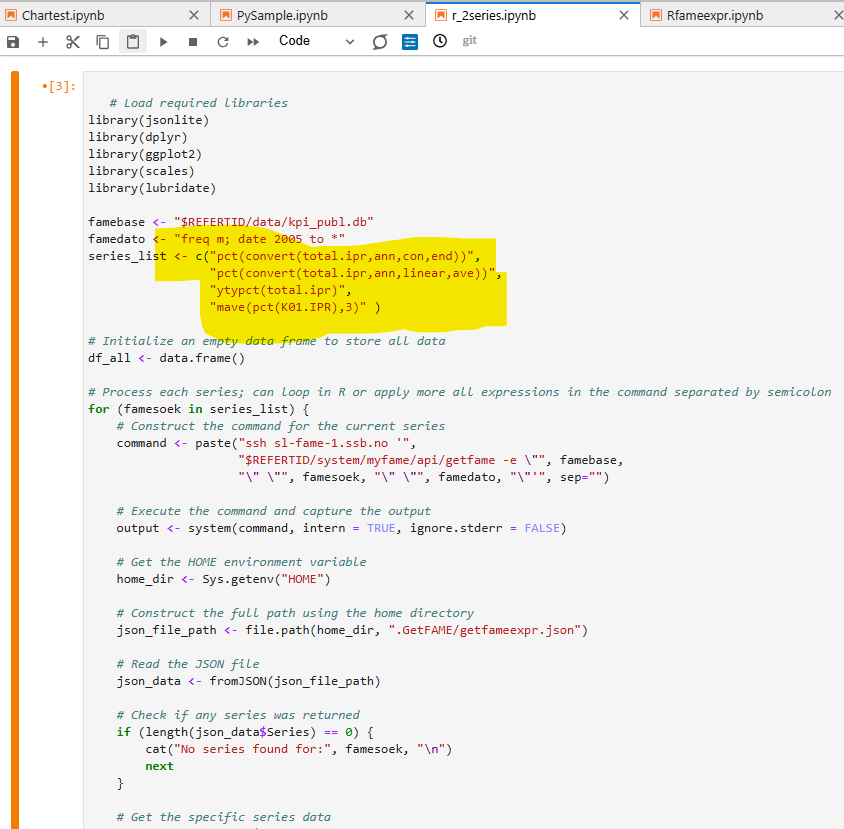 Chartest.ipynb × PySample.ipynb × r_2series.ipynb × Rfameexpr.ipynb ×
Code git
•[3]:
# Load required libraries
library(jsonlite)
library(dplyr)
library(ggplot2)
library(scales)
library(lubridate)
famebase <- "$REFERTID/data/kpi_publ.db"
famedato <- "freq m; date 2005 to *"
series_list <- c("pct(convert(total.ipr,ann,con,end))",
"pct(convert(total.ipr,ann,linear,ave))",
"ytypct(total.ipr)",
"mave(pct(K01.IPR),3)" )
# Initialize an empty data frame to store all data
df_all <- data.frame()
# Process each series; can loop in R or apply more all expressions in the command separated by semicolon
for (famesoek in series_list) {
# Construct the command for the current series
command <- paste("ssh sl-fame-1.ssb.no '",
"$REFERTID/system/myfame/api/getfame -e \"", famebase,
"\" \"", famesoek, "\" \"", famedato, "\"'", sep="")
# Execute the command and capture the output
output <- system(command, intern = TRUE, ignore.stderr = FALSE)
# Get the HOME environment variable
home_dir <- Sys.getenv("HOME")
# Construct the full path using the home directory
json_file_path <- file.path(home_dir, ".GetFAME/getfameexpr.json")
# Read the JSON file
json_data <- fromJSON(json_file_path)
# Check if any series was returned
if (length(json_data$Series) == 0) {
cat("No series found for:", famesoek, "\n")
next
}
# Get the specific series data